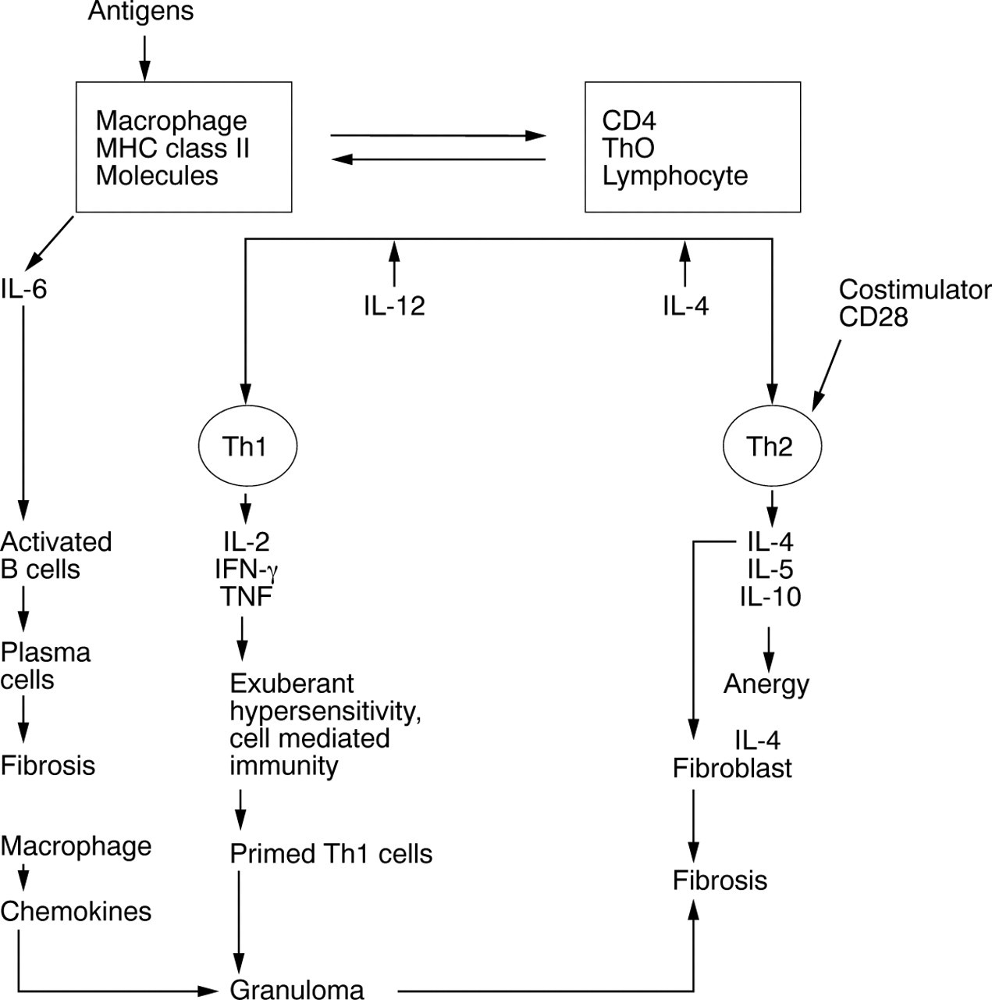 Antigens
Macrophage
MHC class II
Molecules
CD4
ThO
Lymphocyte
IL-6
IL-12
IL-4
Costimulator
CD28
Th1
Th2
Activated
B cells
IL-2
IFN-γ
TNF
IL-4
IL-5
IL-10
Plasma
cells
Exuberant
hypersensitivity,
cell mediated
immunity
Anergy
IL-4
Fibroblast
Fibrosis
Macrophage
Primed Th1 cells
Fibrosis
Chemokines
Granuloma